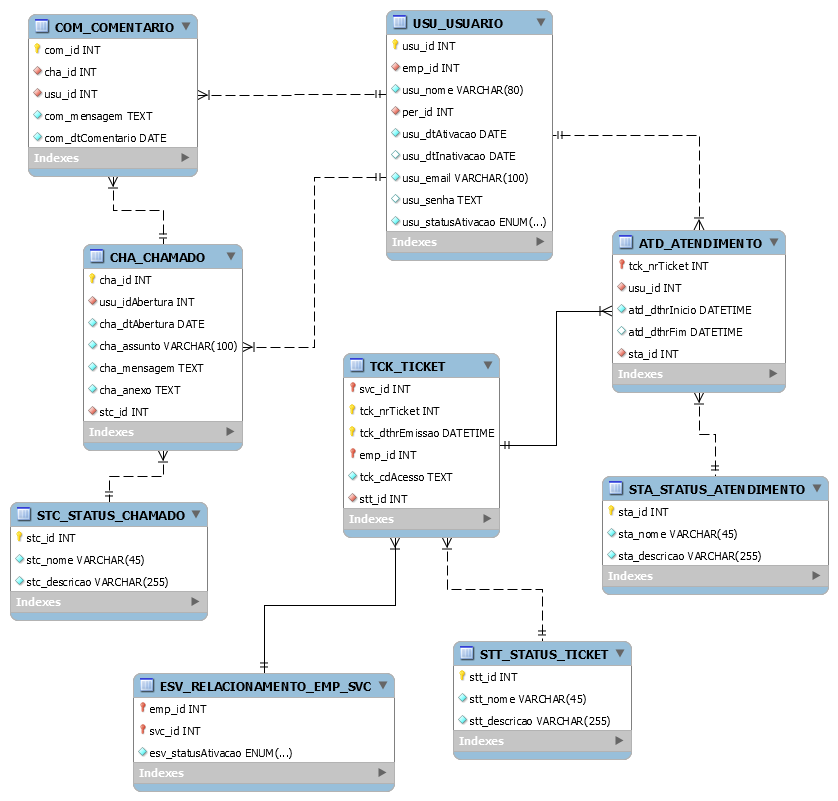 COM_COMENTARIO
com_id INT
cha_id INT
usu_id INT
com_mensagem TEXT
com_dtComentario DATE
Indexes
USU_USUARIO
usu_id INT
emp_id INT
usu_nome VARCHAR(80)
per_id INT
usu_dtAtivacao DATE
usu_dtInativacao DATE
usu_email VARCHAR(100)
usu_senha TEXT
usu_statusAtivacao ENUM(...)
Indexes
CHA_CHAMADO
cha_id INT
usu_idAbertura INT
cha_dtAbertura DATE
cha_assunto VARCHAR(100)
cha_mensagem TEXT
cha_anexo TEXT
stc_id INT
Indexes
ATD_ATENDIMENTO
tck_nrTicket INT
usu_id INT
atd_dthrInicio DATETIME
atd_dthrFim DATETIME
sta_id INT
Indexes
TCK_TICKET
svc_id INT
tck_nrTicket INT
tck_dthrEmissao DATETIME
emp_id INT
tck_cdAcesso TEXT
stt_id INT
Indexes
STC_STATUS_CHAMADO
stc_id INT
stc_nome VARCHAR(45)
stc_descricao VARCHAR(255)
Indexes
STA_STATUS_ATENDIMENTO
sta_id INT
sta_nome VARCHAR(45)
sta_descricao VARCHAR(255)
Indexes
ESV_RELACIONAMENTO_EMP_SVC
emp_id INT
svc_id INT
esv_statusAtivacao ENUM(...)
Indexes
STT_STATUS_TICKET
stt_id INT
stt_nome VARCHAR(45)
stt_descricao VARCHAR(255)
Indexes